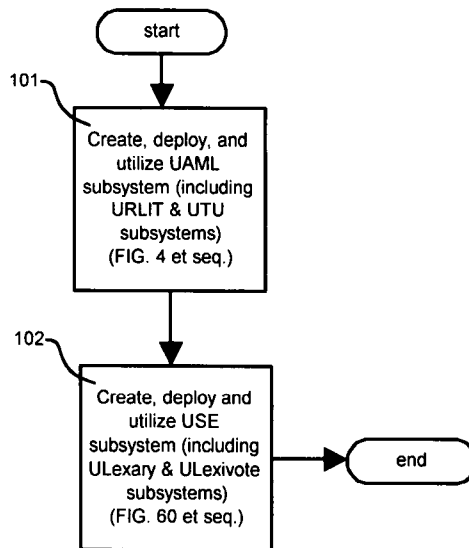 start
101
Create, deploy, and
utilize UAML
subsystem (including
URLIT & UTU
subsystems)
(FIG. 4 et seq.)
102
Create, deploy and
utilize USE
subsystem (including
ULexary & ULexivote
subsystems)
(FIG. 60 et seq.)
end